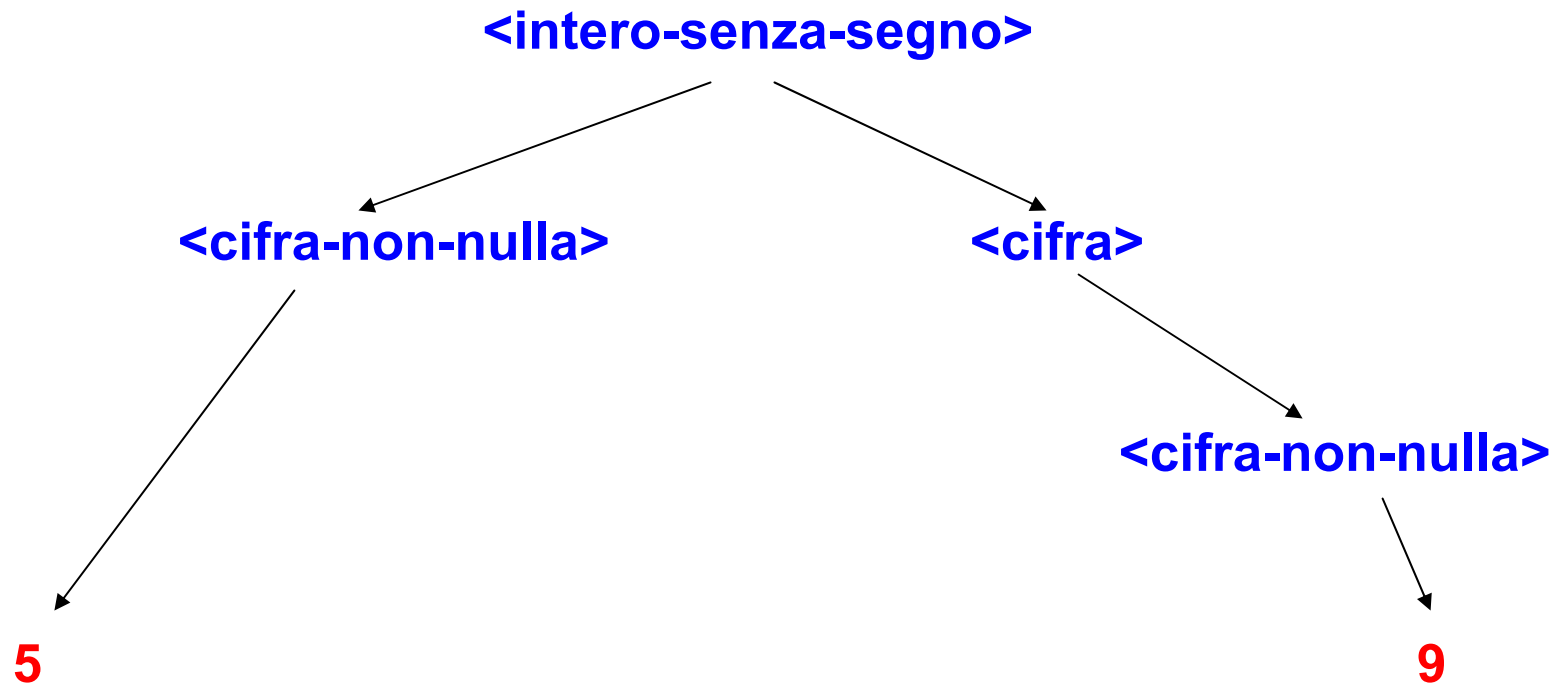 <intero-senza-segno>
<cifra-non-nulla> <cifra>
<cifra-non-nulla>
5 9